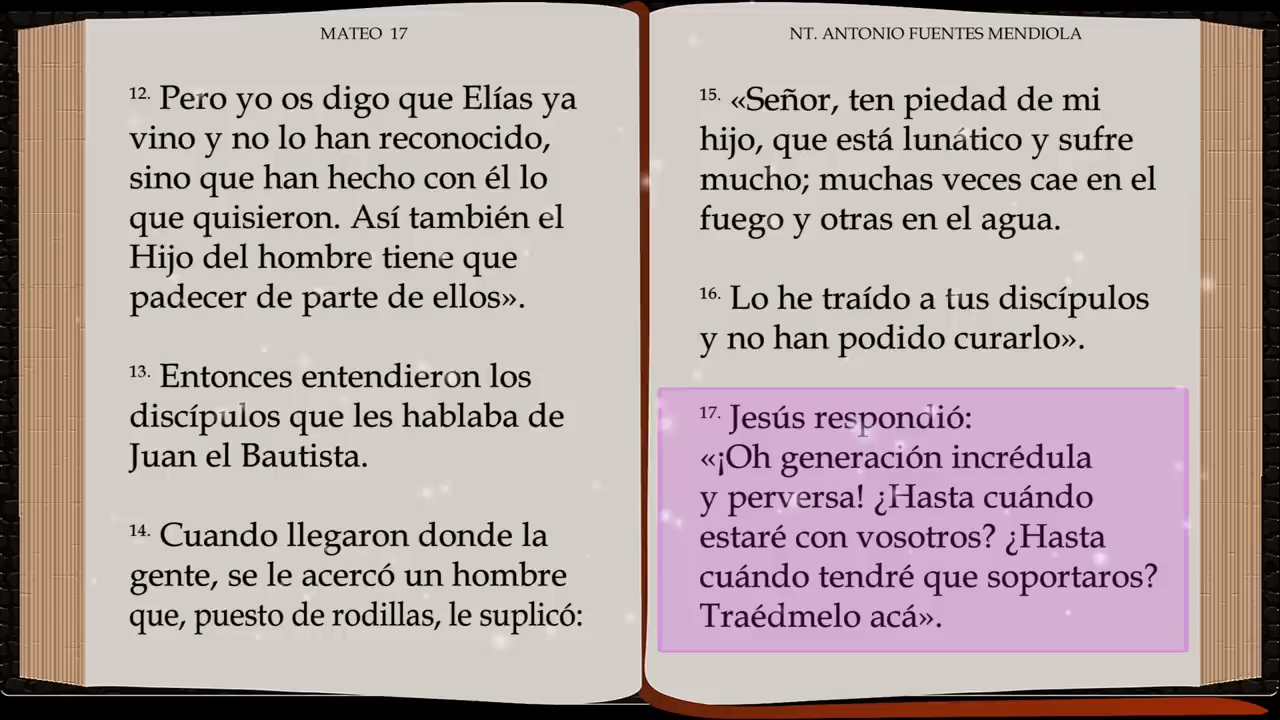 MATEO 17
12. Pero yo os digo que Elías ya
vino y no lo han reconocido,
sino que han hecho con él lo
que quisieron. Así también el
Hijo del hombre tiene que
padecer de parte de ellos».
13. Entonces entendieron los
discípulos que les hablaba de
Juan el Bautista.
14. Cuando llegaron donde la
gente, se le acercó un hombre
que, puesto de rodillas, le suplicó:
NT. ANTONIO FUENTES MENDIOLA
15. «Señor, ten piedad de mi
hijo, que está lunático y sufre
mucho; muchas veces cae en el
fuego y otras en el agua.
16. Lo he traído a tus discípulos
y no han podido curarlo».
17. Jesús respondió:
«¡Oh generación incrédula
y perversa! ¿Hasta cuándo
estaré con vosotros? ¿Hasta
cuándo tendré que soportaros?
Traédmelo acá».